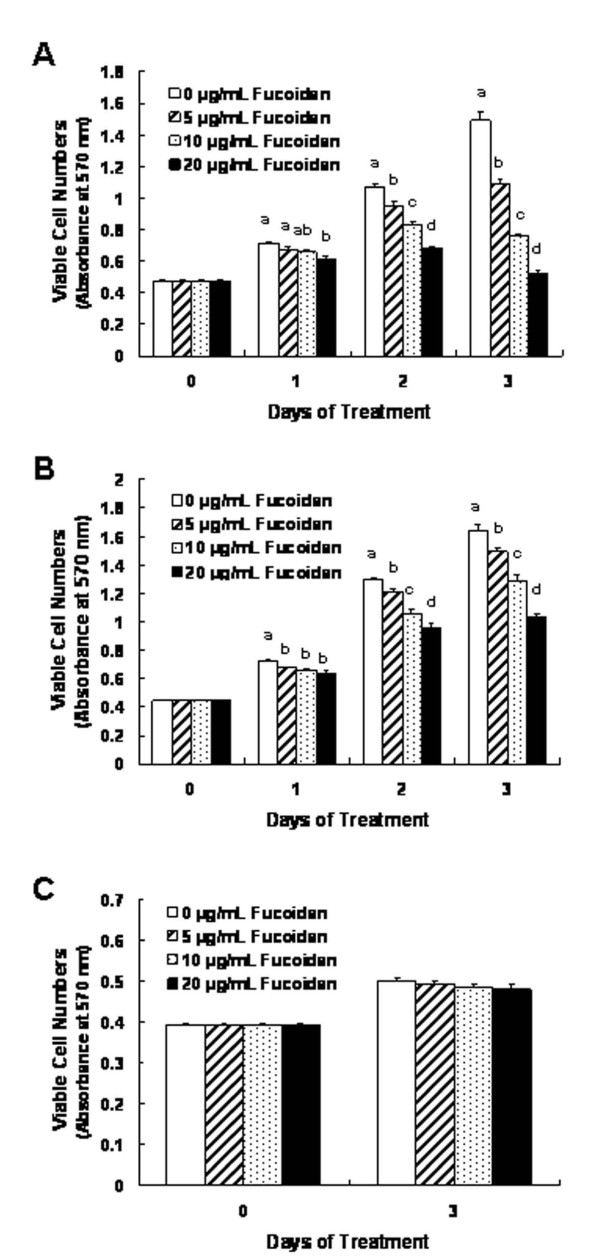 A
1.8
1.6
1.4
1.2
1
0.8
0.6
0.4
0.2
0
Viable Cell Numbers
(Absorbance at 570 nm)
0 µg/mL Fucoidan
5 µg/mL Fucoidan
10 µg/mL Fucoidan
20 µg/mL Fucoidan
a a ab b
a b c d
a b c d
0 1 2 3
Days of Treatment
B
2
1.8
1.6
1.4
1.2
1
0.8
0.6
0.4
0.2
0
Viable Cell Numbers
(Absorbance at 570 nm)
0 µg/mL Fucoidan
5 µg/mL Fucoidan
10 µg/mL Fucoidan
20 µg/mL Fucoidan
a b b b
a b c d
a b c d
0 1 2 3
Days of Treatment
C
0.7
0.6
0.5
0.4
0.3
0.2
0.1
0
Viable Cell Numbers
(Absorbance at 570 nm)
0 µg/mL Fucoidan
5 µg/mL Fucoidan
10 µg/mL Fucoidan
20 µg/mL Fucoidan
0 3
Days of Treatment